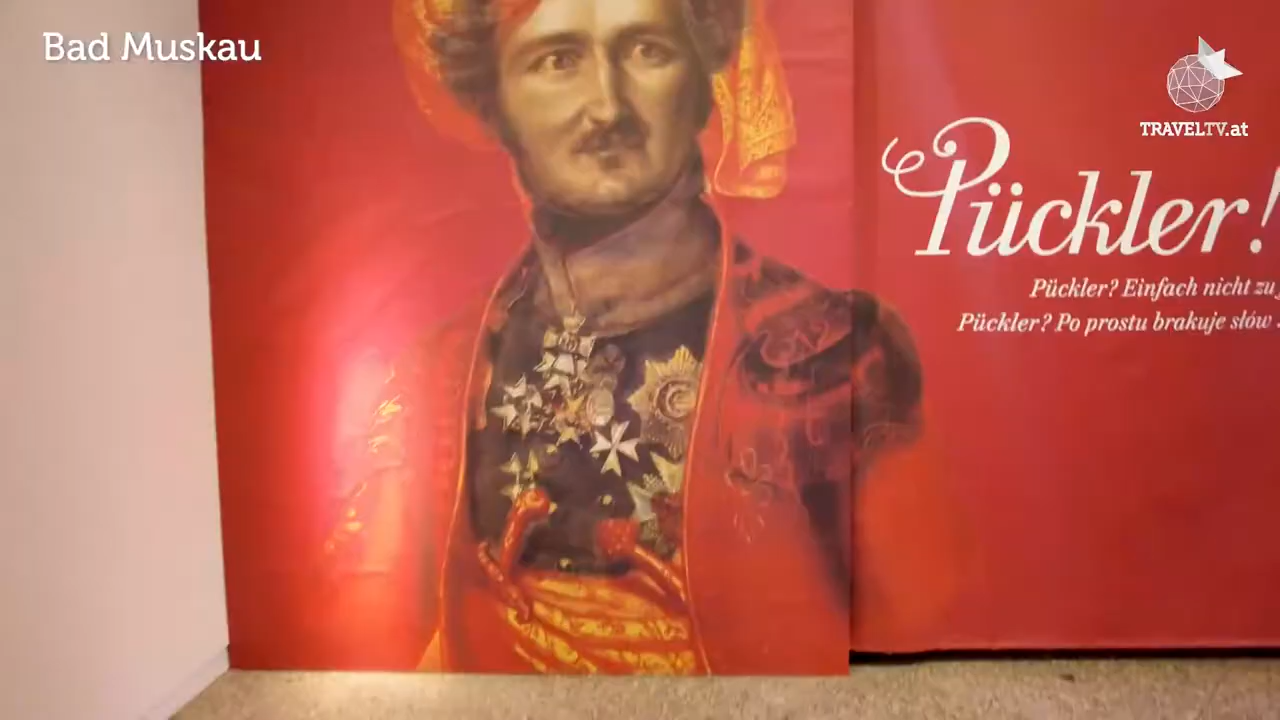 Bad Muskau
TRAVELTV.at
Pückler!
Pückler? Einfach nicht zu
Pückler? Po prostu brakuje słów